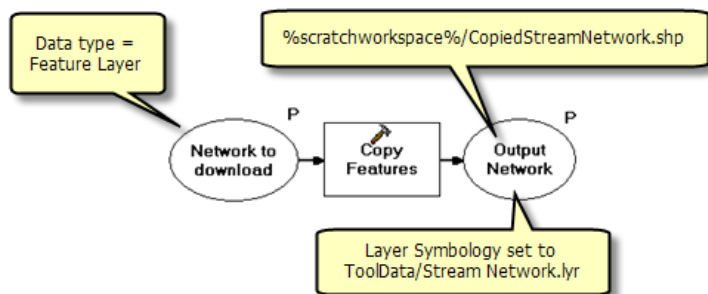 Data type =
Feature Layer
%scratchworkspace%/CopiedStreamNetwork.shp
P
P
Network to
download
Copy
Features
Output
Network
Layer Symbology set to
ToolData/Stream Network.lyr